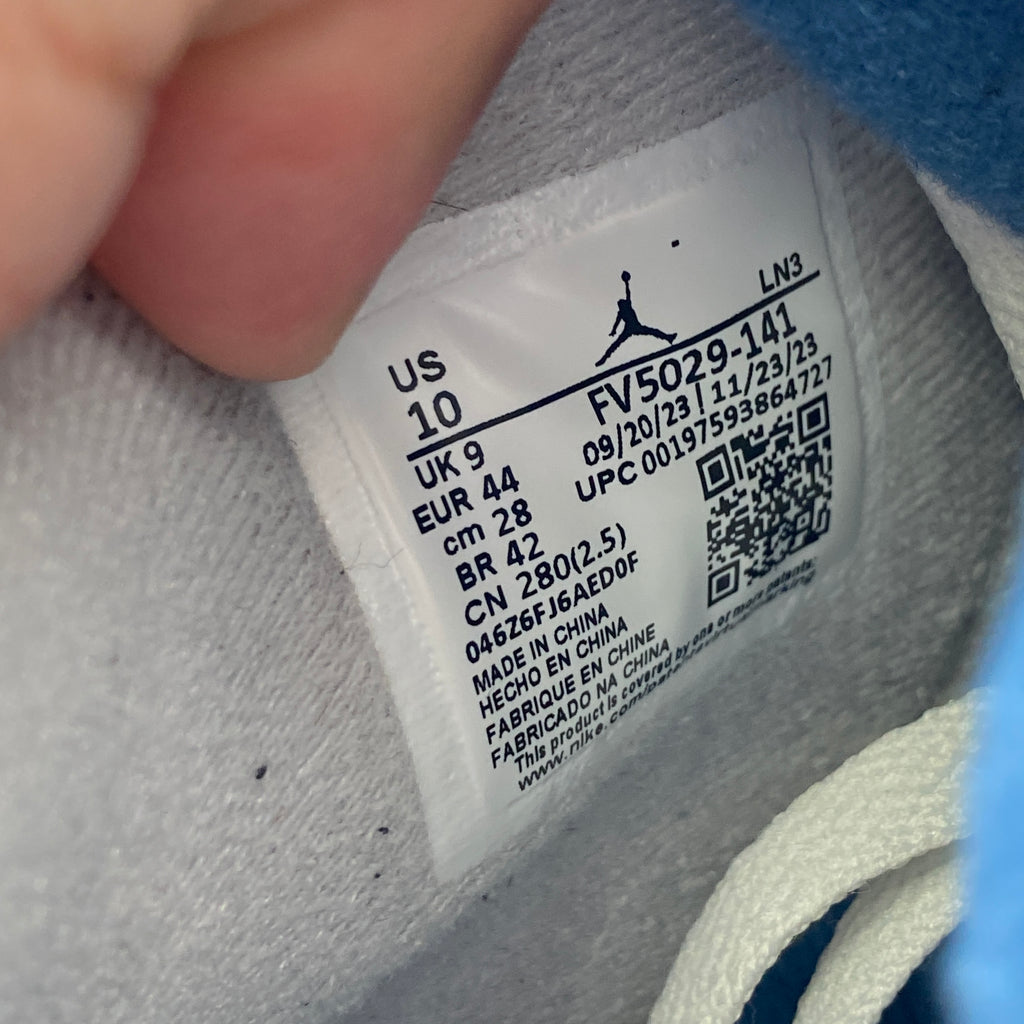 LN3
US
10
FV5029-141
09/20/23 | 11/23/23
UPC 00197593864727
UK 9
EUR 44
cm 28
BR 42
CN 280(2.5)
046Z6FJ6AED0F
MADE IN CHINA
HECHO EN CHINA
FABRIQUE EN CHINE
FABRICADO NA CHINA
This product is covered by one or more patents.
www.nike.com/patents